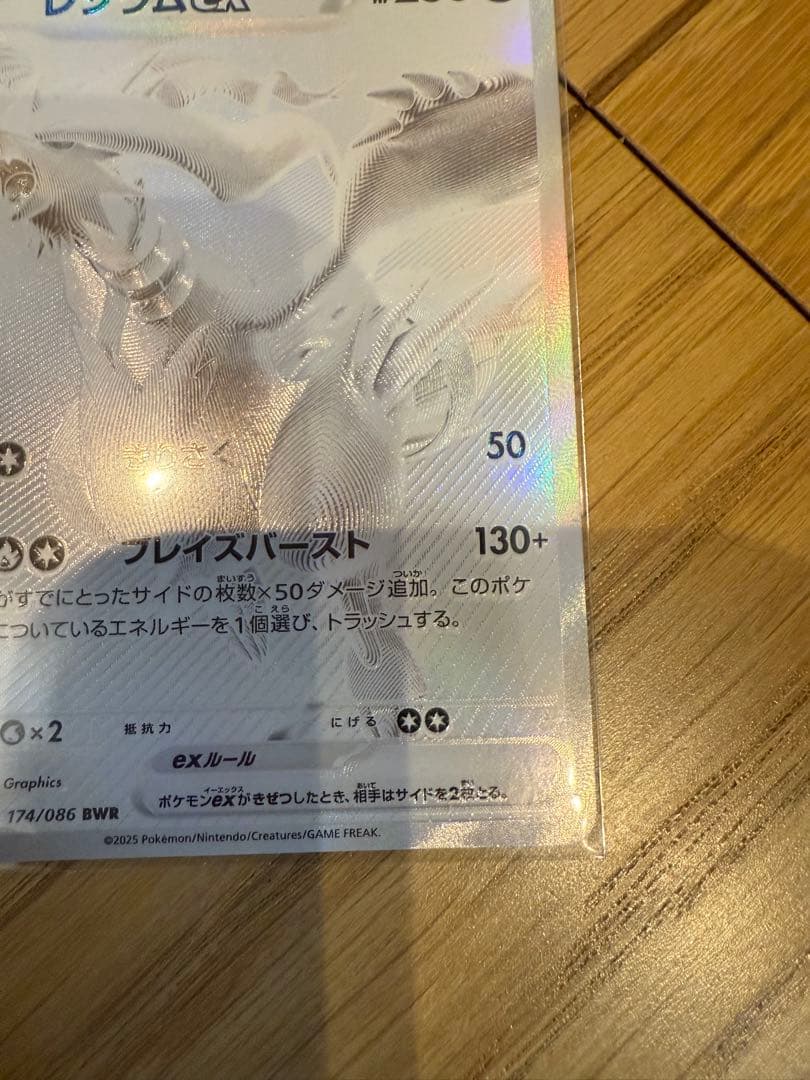 レシラムex
きりさく
50
ブレイズバースト 130+
がすでにとったサイドの枚数×50ダメージ追加。このポケ
についているエネルギーを1個選び、トラッシュする。
×2 抵抗力 にげる
exルール
ポケモンexがきぜつしたとき、相手はサイドを2枚とる。
Graphics
174/086 BWR
©2025 Pokémon/Nintendo/Creatures/GAME FREAK.